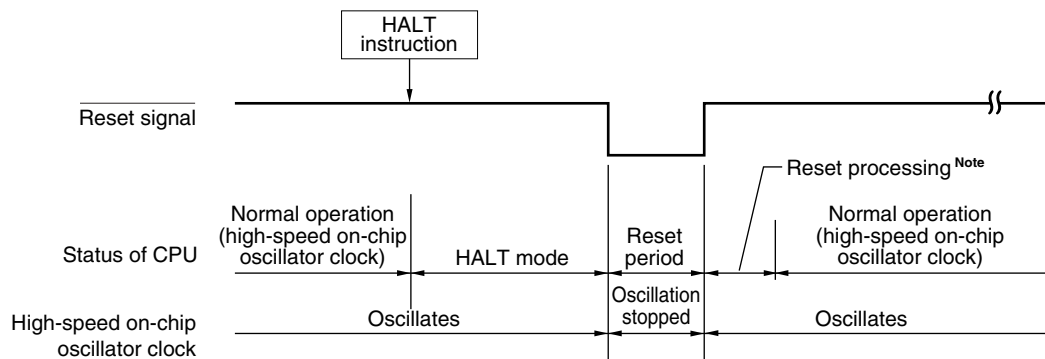 HALT
instruction
Reset signal
Reset processing Note
Status of CPU
Normal operation
(high-speed on-chip
oscillator clock)
HALT mode
Reset
period
Normal operation
(high-speed on-chip
oscillator clock)
High-speed on-chip
oscillator clock
Oscillates
Oscillation
stopped
Oscillates